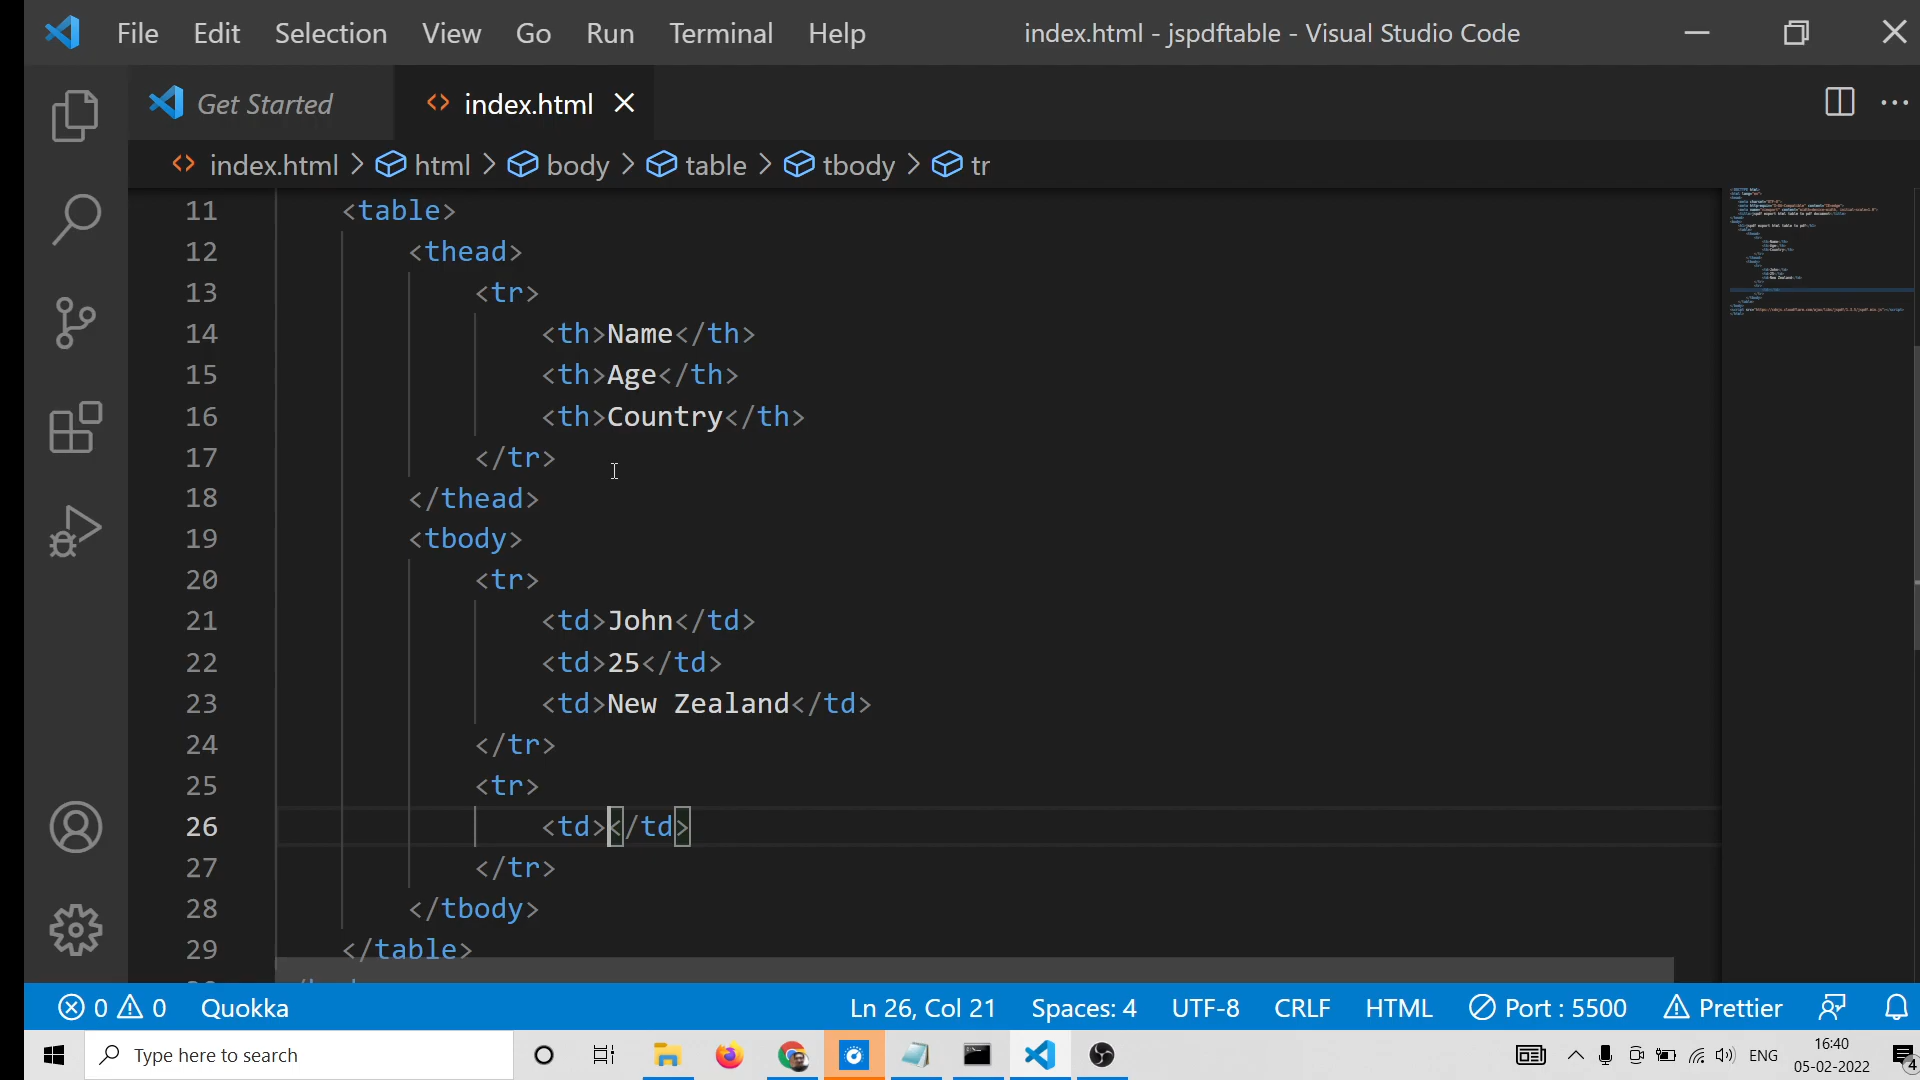 File Edit Selection View Go Run Terminal Help index.html - jspdftable - Visual Studio Code
Get Started index.html
index.html > html > body > table > tbody > tr
11 <table>
12 <thead>
13 <tr>
14 <th>Name</th>
15 <th>Age</th>
16 <th>Country</th>
17 </tr>
18 </thead>
19 <tbody>
20 <tr>
21 <td>John</td>
22 <td>25</td>
23 <td>New Zealand</td>
24 </tr>
25 <tr>
26 <td></td>
27 </tr>
28 </tbody>
29 </table>
0 0 Quokka Ln 26, Col 21 Spaces: 4 UTF-8 CRLF HTML Port : 5500 Prettier
Type here to search ENG 16:40
05-02-2022 4